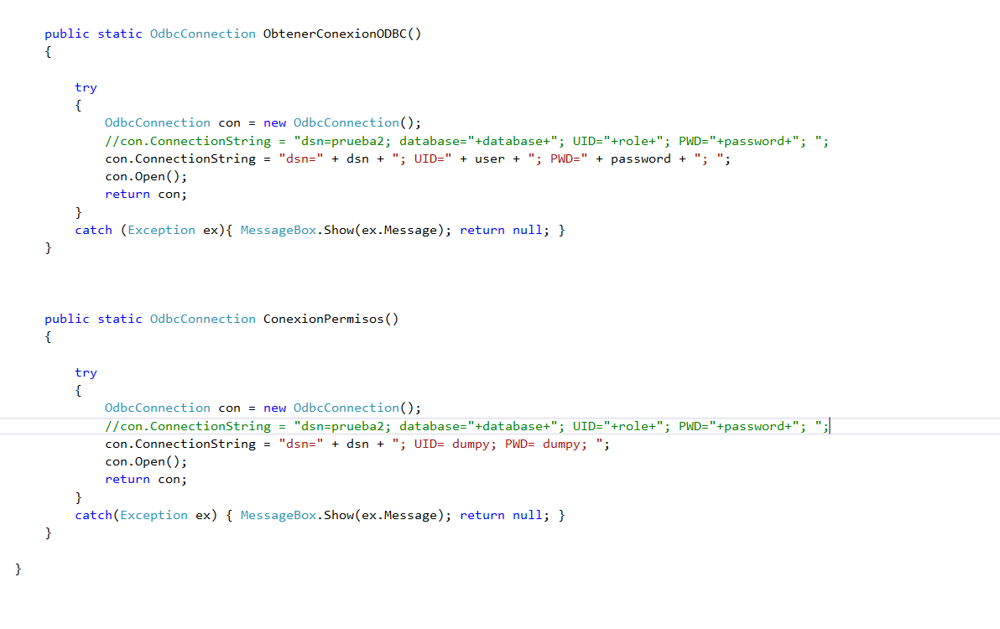 public static OdbcConnection ObtenerConexionODBC()
{
try
{
OdbcConnection con = new OdbcConnection();
//con.ConnectionString = "dsn=prueba2; database="+database+"; UID="+role+"; PWD="+password+"; ";
con.ConnectionString = "dsn=" + dsn + "; UID=" + user + "; PWD=" + password + "; ";
con.Open();
return con;
}
catch (Exception ex){ MessageBox.Show(ex.Message); return null; }
}
public static OdbcConnection ConexionPermisos()
{
try
{
OdbcConnection con = new OdbcConnection();
//con.ConnectionString = "dsn=prueba2; database="+database+"; UID="+role+"; PWD="+password+"; ";
con.ConnectionString = "dsn=" + dsn + "; UID= dumpy; PWD= dumpy; ";
con.Open();
return con;
}
catch(Exception ex) { MessageBox.Show(ex.Message); return null; }
}
}